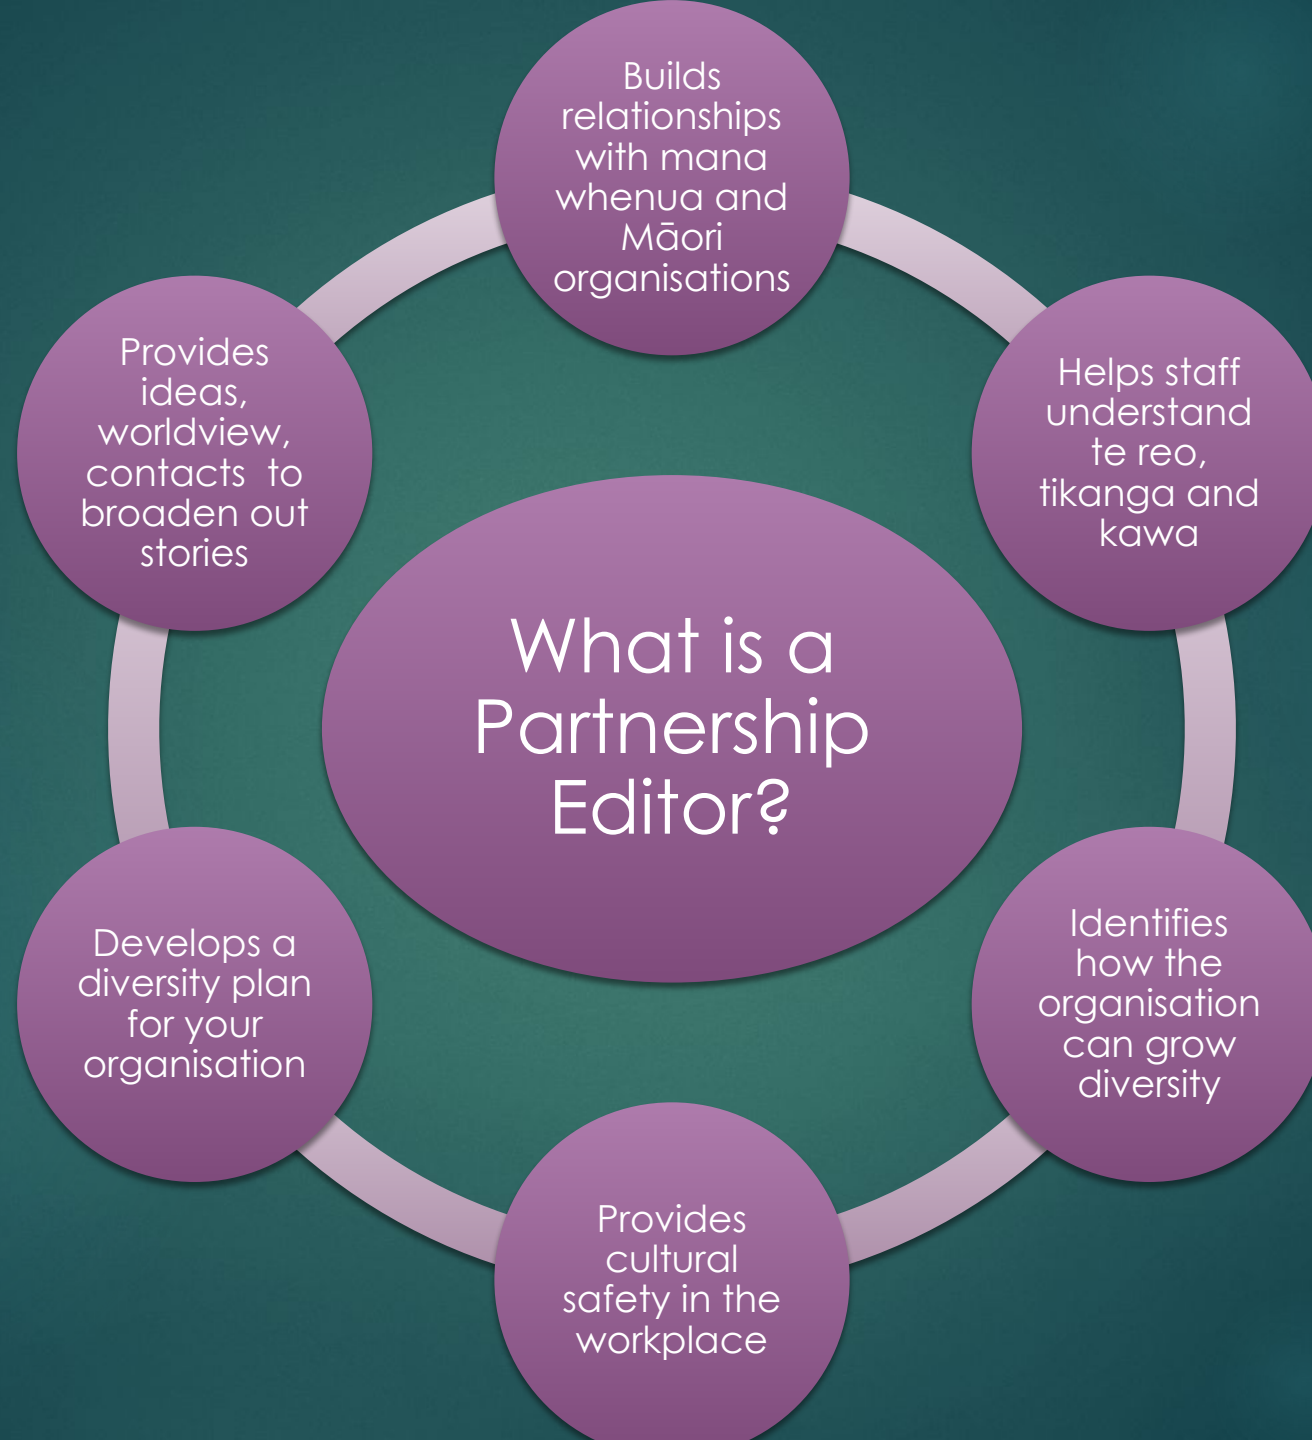 Builds
relationships
with mana
whenua and
Māori
organisations
Helps staff
understand
te reo,
tikanga and
kawa
Identifies
how the
organisation
can grow
diversity
Provides
cultural
safety in the
workplace
Develops a
diversity plan
for your
organisation
Provides
ideas,
worldview,
contacts  to
broaden out
stories
What is a
Partnership
Editor?